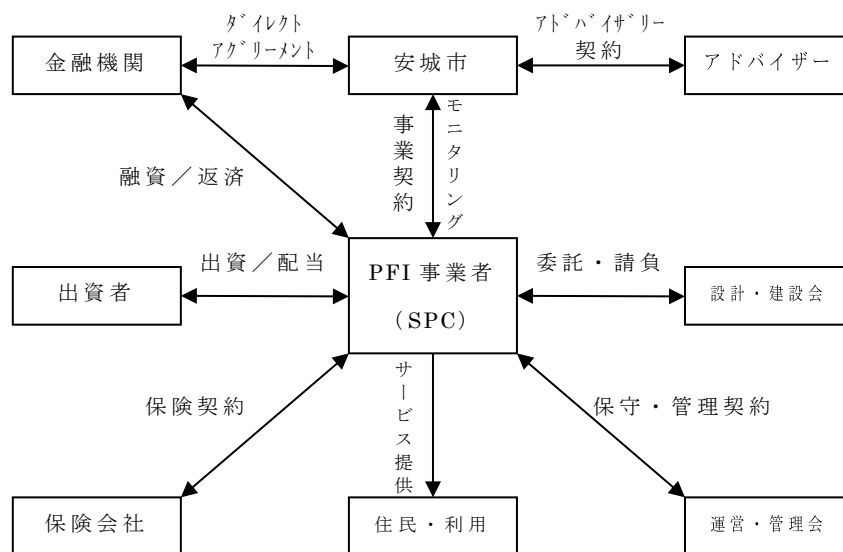 ﾀﾞｲﾚｸﾄ
ｱｸﾞﾘｰﾒﾝﾄ
ｱﾄﾞﾊﾞｲｻﾞﾘｰ
契約
金融機関
安城市
アドバイザー
事業契約
モニタリング
融資／返済
出資／配当
PFI 事業者
（SPC）
委託・請負
出資者
設計・建設会
保険契約
サービス提供
保守・管理契約
保険会社
住民・利用
運営・管理会